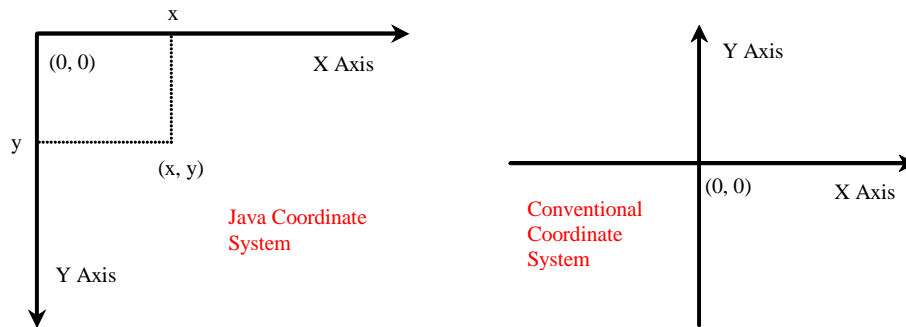 x
(0, 0)
X Axis
y
(x, y)
Java Coordinate
System
Y Axis
Y Axis
(0, 0)
X Axis
Conventional
Coordinate
System